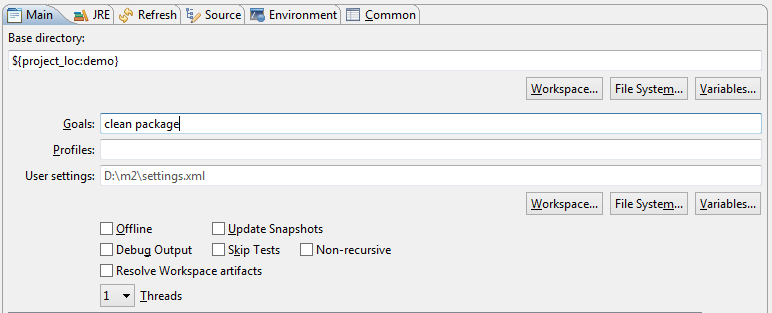 Main JRE Refresh Source Environment Common
Base directory:
${project_loc:demo}
Workspace... File System... Variables...
Goals: clean package
Profiles:
User settings: D:\m2\settings.xml
Workspace... File System... Variables...
Offline Update Snapshots
Debug Output Skip Tests Non-recursive
Resolve Workspace artifacts
1 Threads